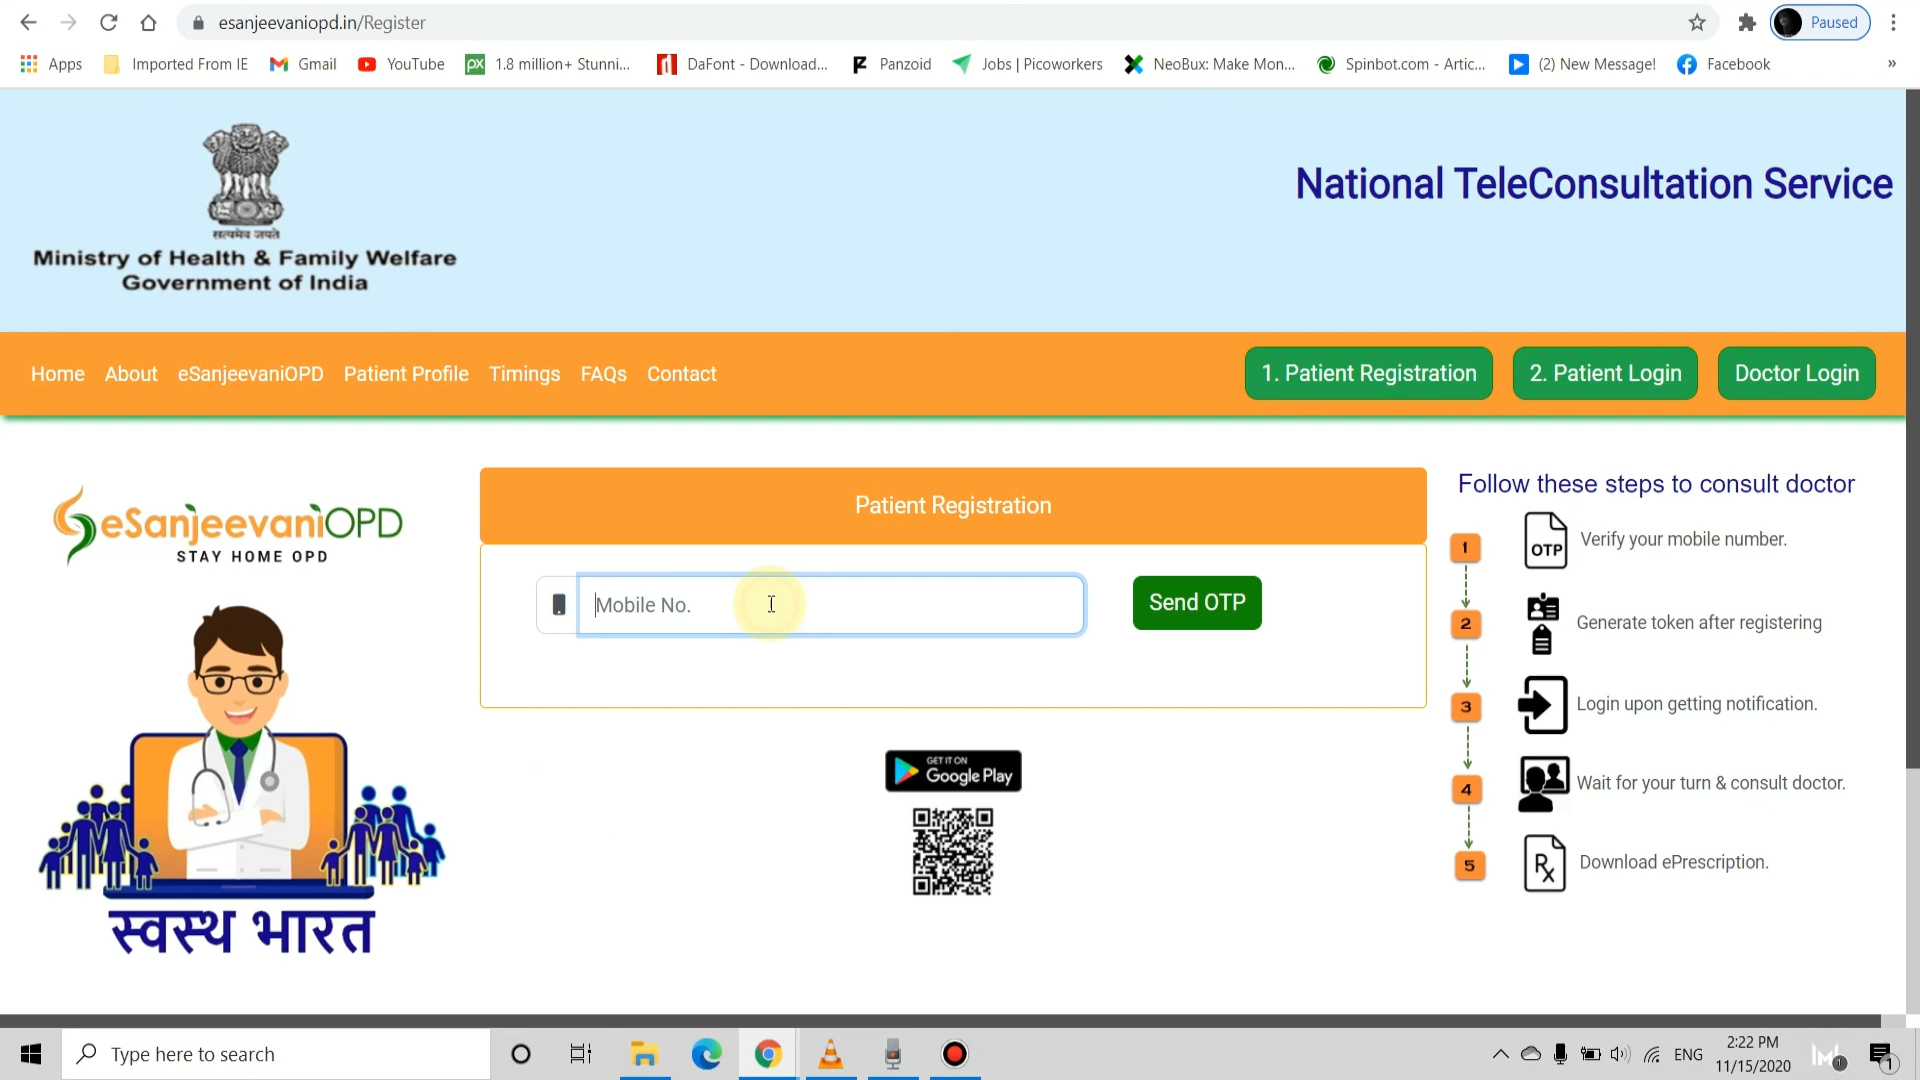 esanjeevaniopd.in/Register
Paused
Apps
Imported From IE
Gmail
YouTube
1.8 million+ Stunni...
DaFont - Download...
Panzoid
Jobs | Picoworkers
NeoBux: Make Mon...
Spinbot.com - Artic...
(2) New Message!
Facebook
»
सत्यमेव जयते
Ministry of Health & Family Welfare
Government of India
National TeleConsultation Service
Home
About
eSanjeevaniOPD
Patient Profile
Timings
FAQs
Contact
1. Patient Registration
2. Patient Login
Doctor Login
eSanjeevaniOPD
STAY HOME OPD
स्वस्थ भारत
Patient Registration
Mobile No.
Send OTP
GET IT ON
Google Play
Follow these steps to consult doctor
1
OTP
Verify your mobile number.
2
Generate token after registering
3
Login upon getting notification.
4
Wait for your turn & consult doctor.
5
Rx
Download ePrescription.
Type here to search
ENG
2:22 PM
11/15/2020
1
1